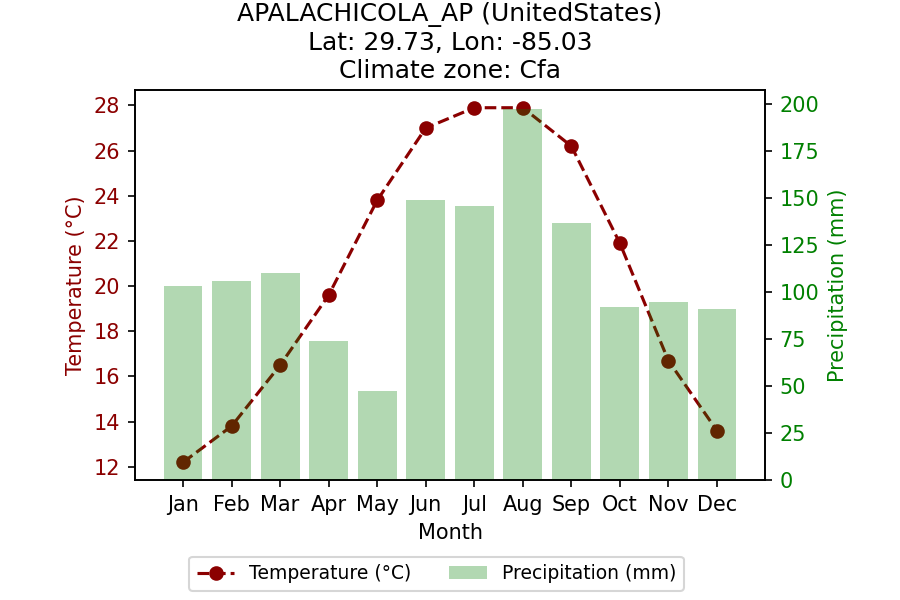 APALACHICOLA_AP (UnitedStates)
Lat: 29.73, Lon: -85.03
Climate zone: Cfa
Temperature (°C)
28
26
24
22
20
18
16
14
12
200
175
150
125
100
75
50
25
0
Precipitation (mm)
Jan Feb Mar Apr May Jun Jul Aug Sep Oct Nov Dec
Month
Temperature (°C) Precipitation (mm)